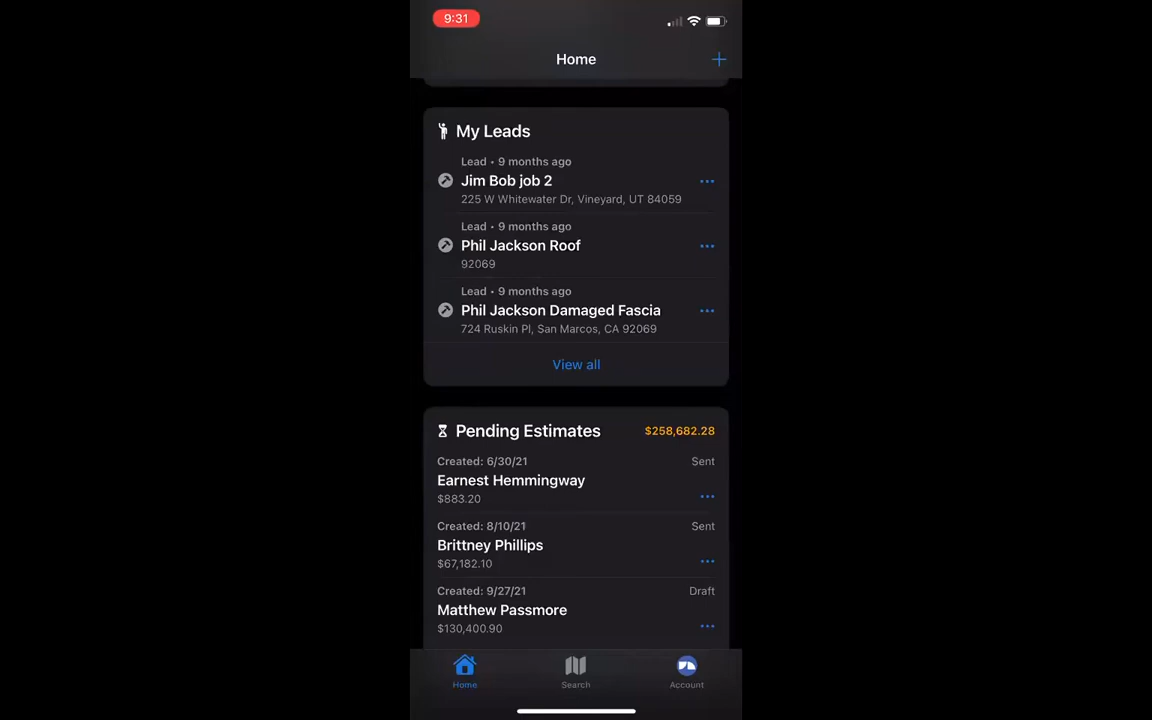 9:31
Home
My Leads
Lead • 9 months ago
Jim Bob job 2
225 W Whitewater Dr, Vineyard, UT 84059
Lead • 9 months ago
Phil Jackson Roof
92069
Lead • 9 months ago
Phil Jackson Damaged Fascia
724 Ruskin Pl, San Marcos, CA 92069
View all
Pending Estimates $258,682.28
Created: 6/30/21 Sent
Earnest Hemmingway
$883.20
Created: 8/10/21 Sent
Brittney Phillips
$67,182.10
Created: 9/27/21 Draft
Matthew Passmore
$130,400.90
Home Search Account